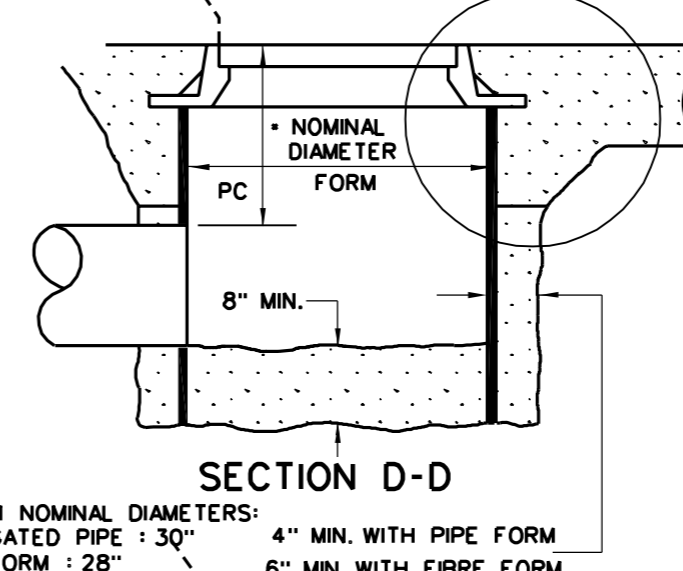 * NOMINAL
DIAMETER
FORM
PC
8" MIN.
SECTION D-D
NOMINAL DIAMETERS:
PIPE : 30"
FORM : 28"
4" MIN. WITH PIPE FORM
6" MIN. WITH FIBRE FORM